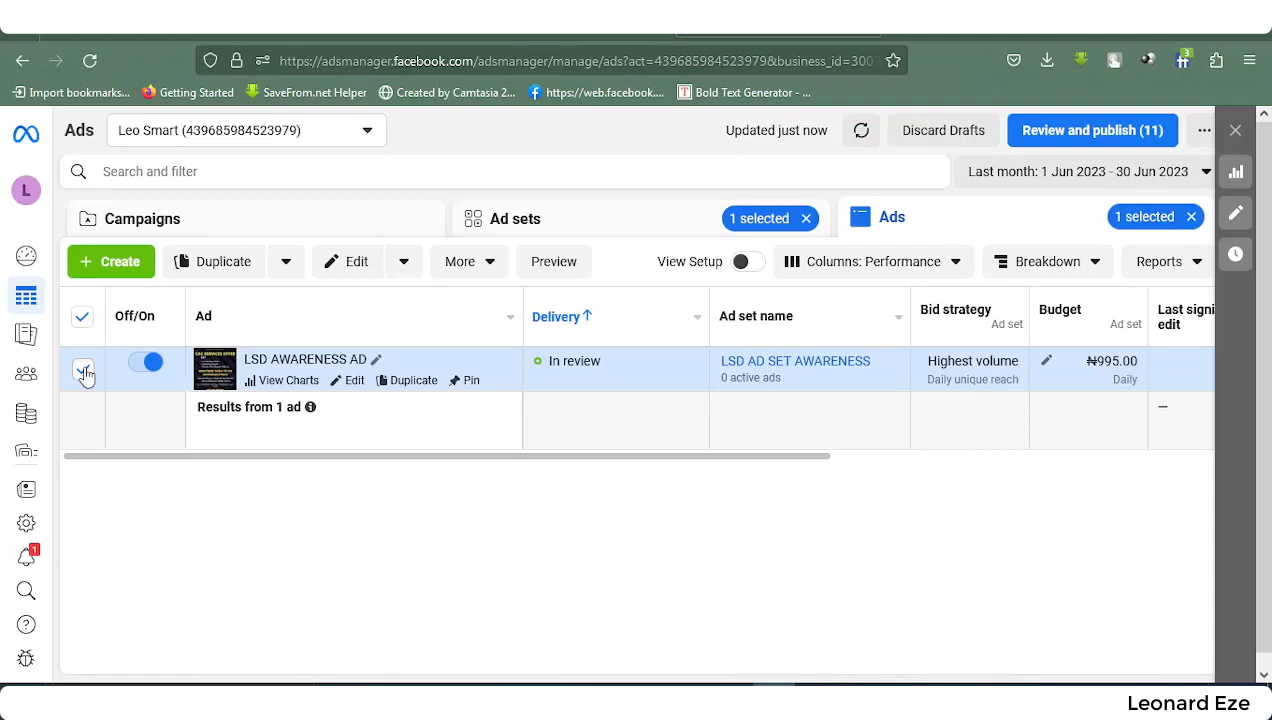 https://adsmanager.facebook.com/adsmanager/manage/ads?act=439685984523979&business_id=300
Import bookmarks...
Getting Started
SaveFrom.net Helper
Created by Camtasia 2...
https://web.facebook....
Bold Text Generator - ...
3
Ads
Leo Smart (439685984523979)
Updated just now
Discard Drafts
Review and publish (11)
L
Search and filter
Last month: 1 Jun 2023 - 30 Jun 2023
Campaigns
Ad sets
1 selected
Ads
1 selected
+ Create
Duplicate
Edit
More
Preview
View Setup
Columns: Performance
Breakdown
Reports
Off/On
Ad
Delivery ↑
Ad set name
Bid strategy
Ad set
Budget
Ad set
Last signi
edit
C&C SERVICES OFFER
LSD AWARENESS AD
View Charts
Edit
Duplicate
Pin
In review
LSD AD SET AWARENESS
0 active ads
Highest volume
Daily unique reach
₦995.00
Daily
Results from 1 ad
—
1
Leonard Eze